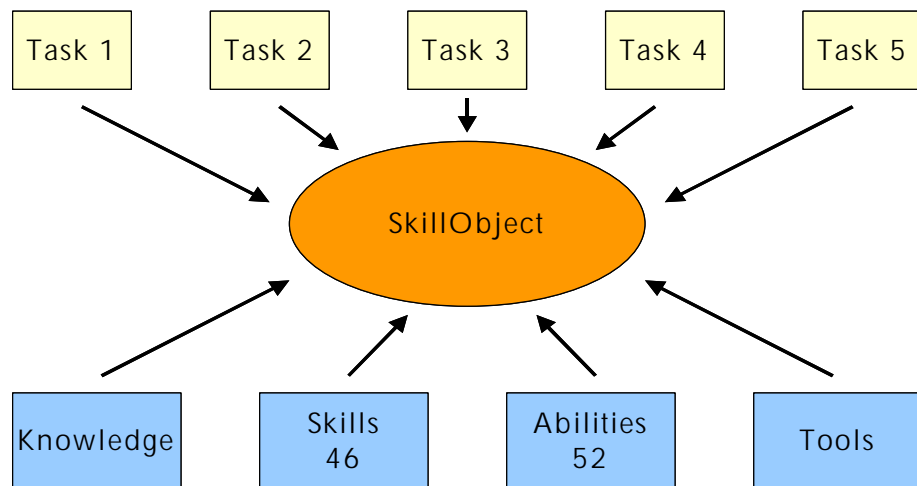 Task 1
Task 2
Task 3
Task 4
Task 5
SkillObject
Knowledge
Skills
46
Abilities
52
Tools